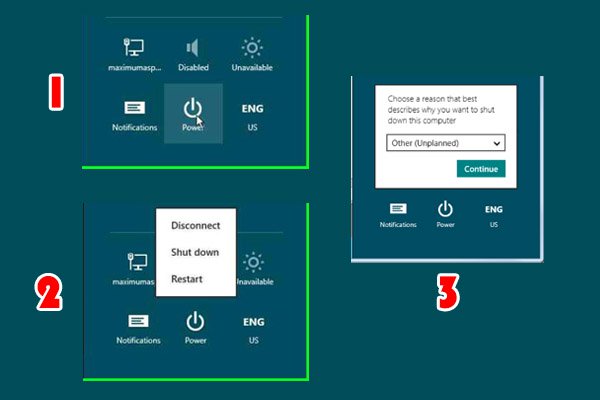 1
maximumasp...
Disabled
Unavailable
Notifications
Power
ENG
US
2
Disconnect
Shut down
Restart
maximumas
navailable
Notifications
Power
ENG
US
3
Choose a reason that best
describes why you want to shut
down this computer
Other (Unplanned)
Continue
Notifications
Power
ENG
US